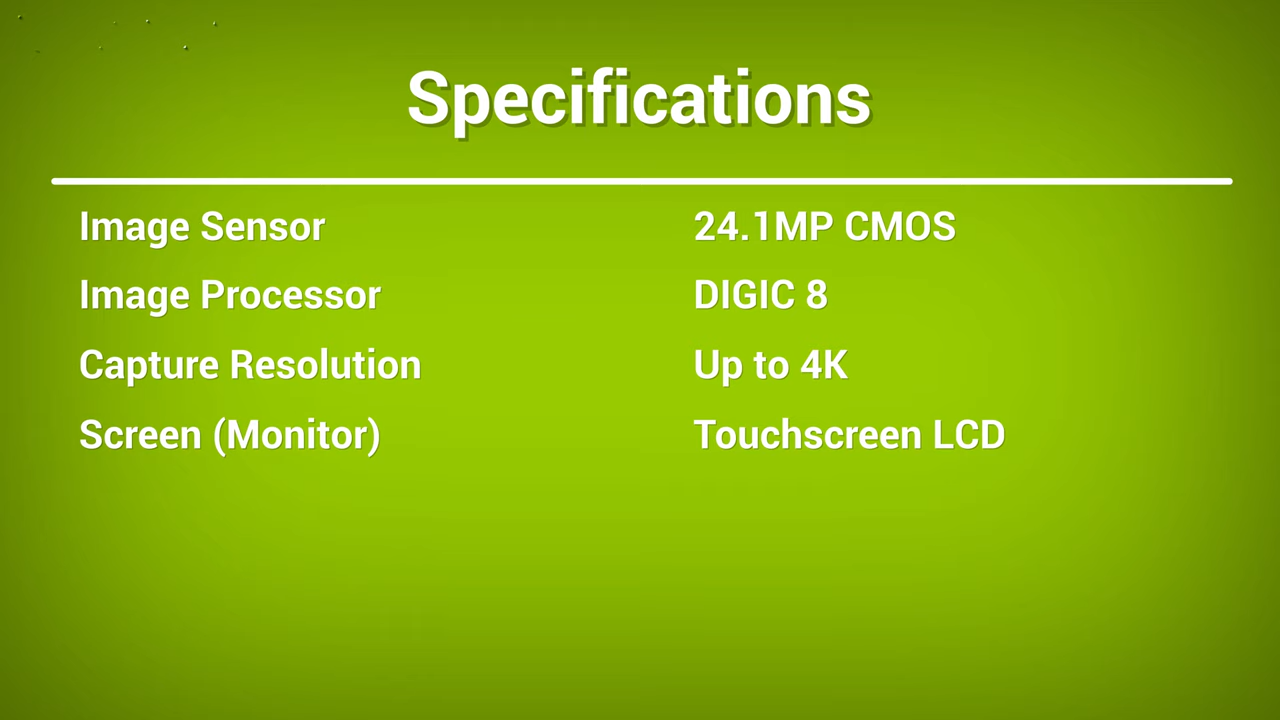 Specifications
Image Sensor 24.1MP CMOS
Image Processor DIGIC 8
Capture Resolution Up to 4K
Screen (Monitor) Touchscreen LCD